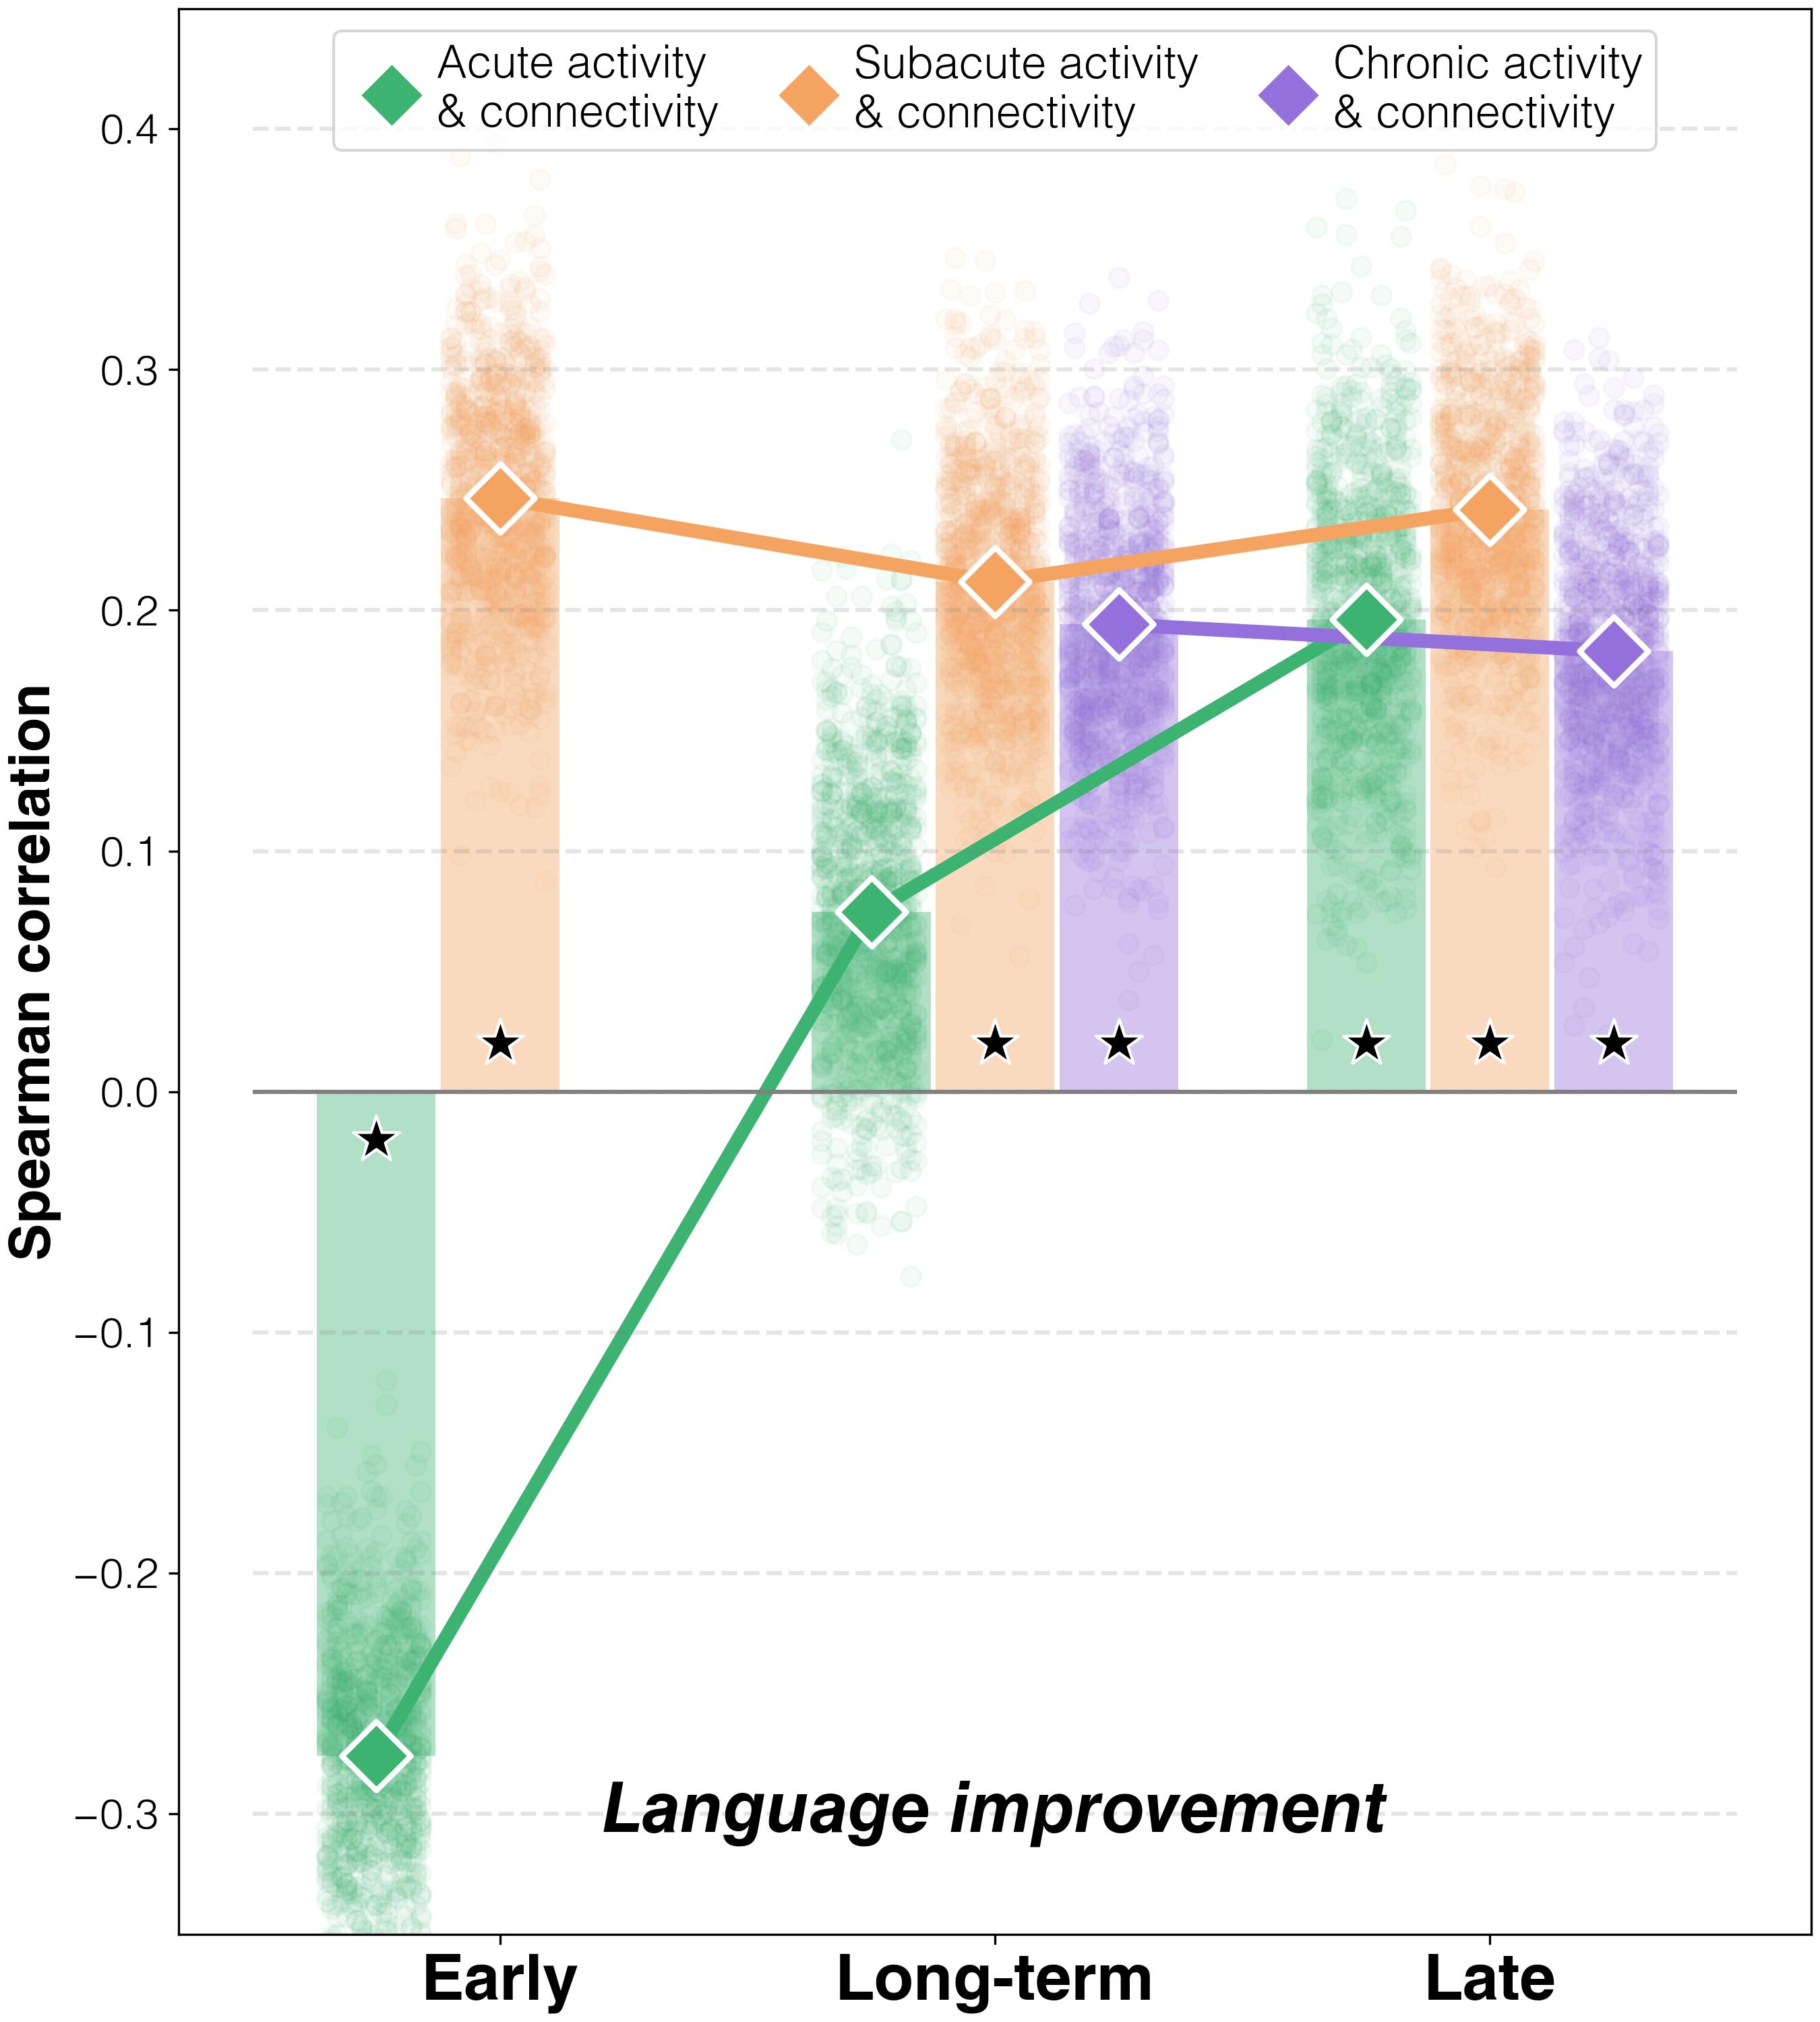 Acute activity
& connectivity
Subacute activity
& connectivity
Chronic activity
& connectivity
0.4
0.3
0.2
0.1
0.0
−0.1
−0.2
−0.3
Spearman correlation
Language improvement
Early
Long-term
Late